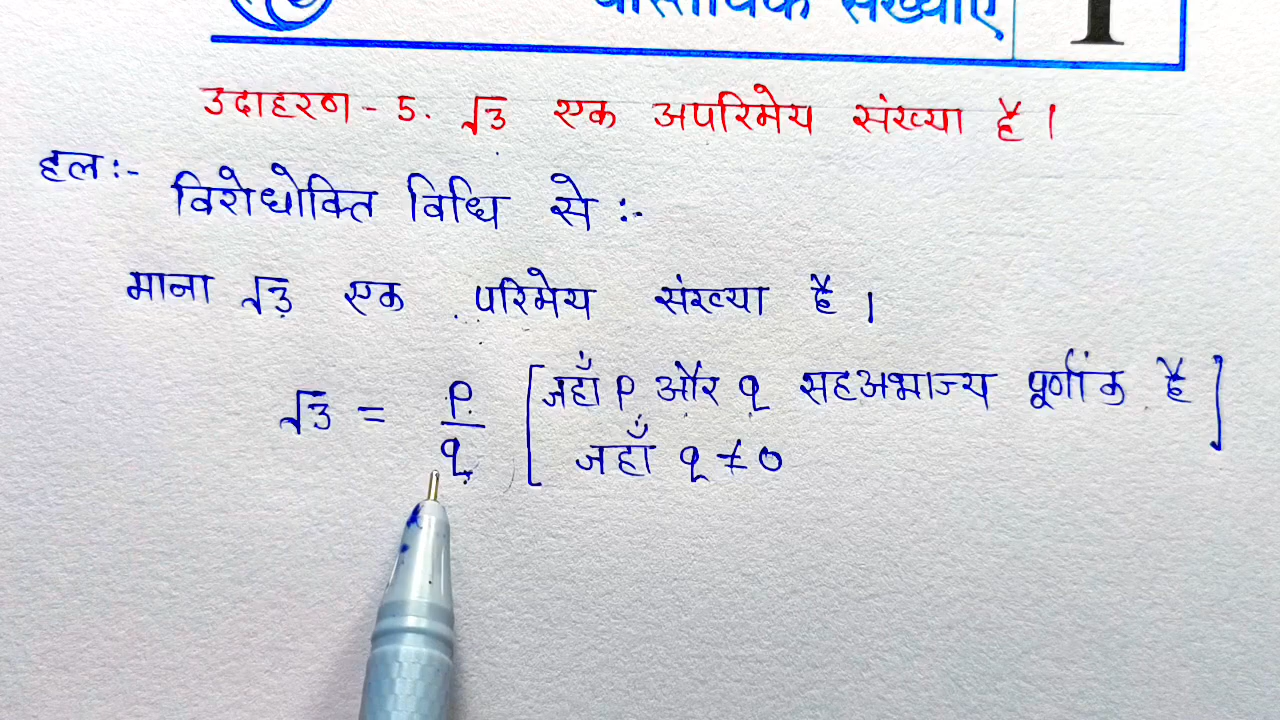 वास्तविक संख्याएँ 1
उदाहरण - 5. √3 एक अपरिमेय संख्या है।
हल:- विरोधोक्ति विधि से :-
माना √3 एक परिमेय संख्या है।
√3 = p/q [जहाँ p और q सहअभाज्य पूर्णांक है]
जहाँ q ≠ 0